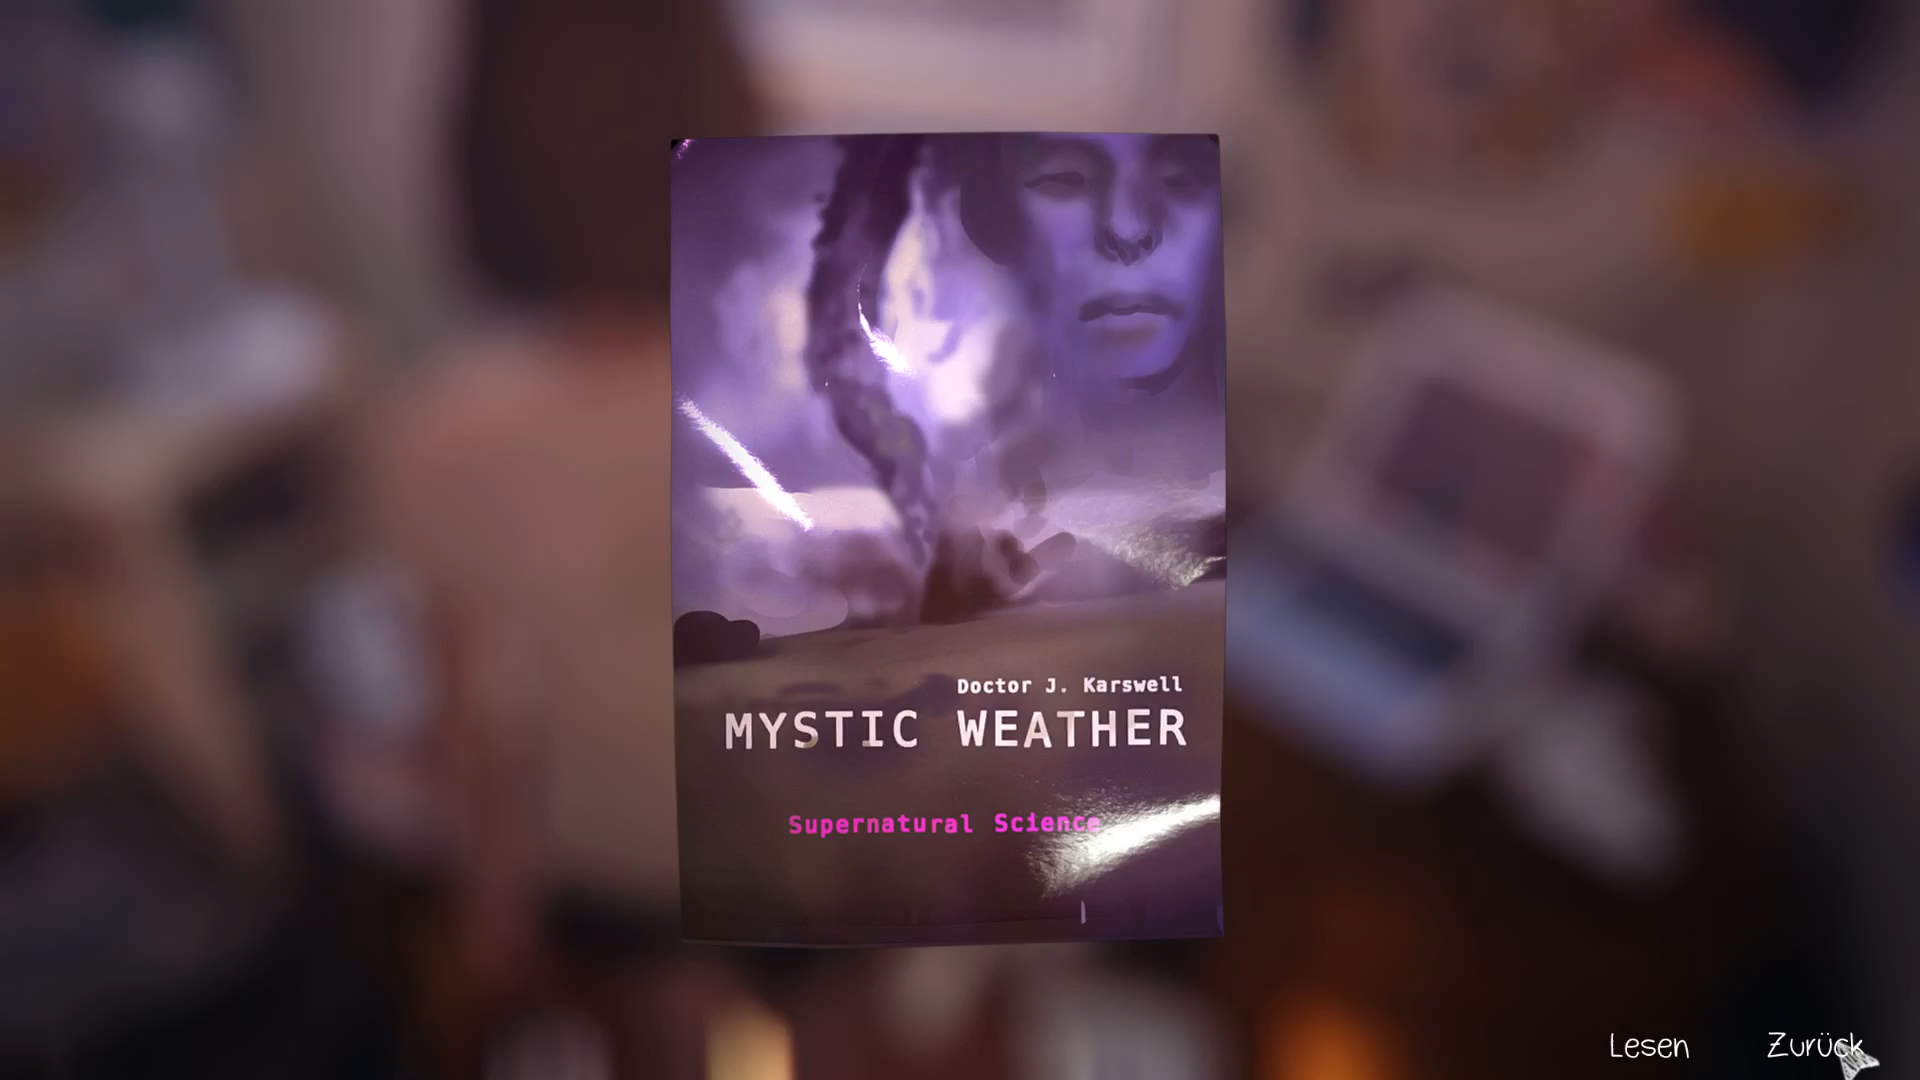 Doctor J. Karswell
MYSTIC WEATHER
Supernatural Science
Lesen
Zurück